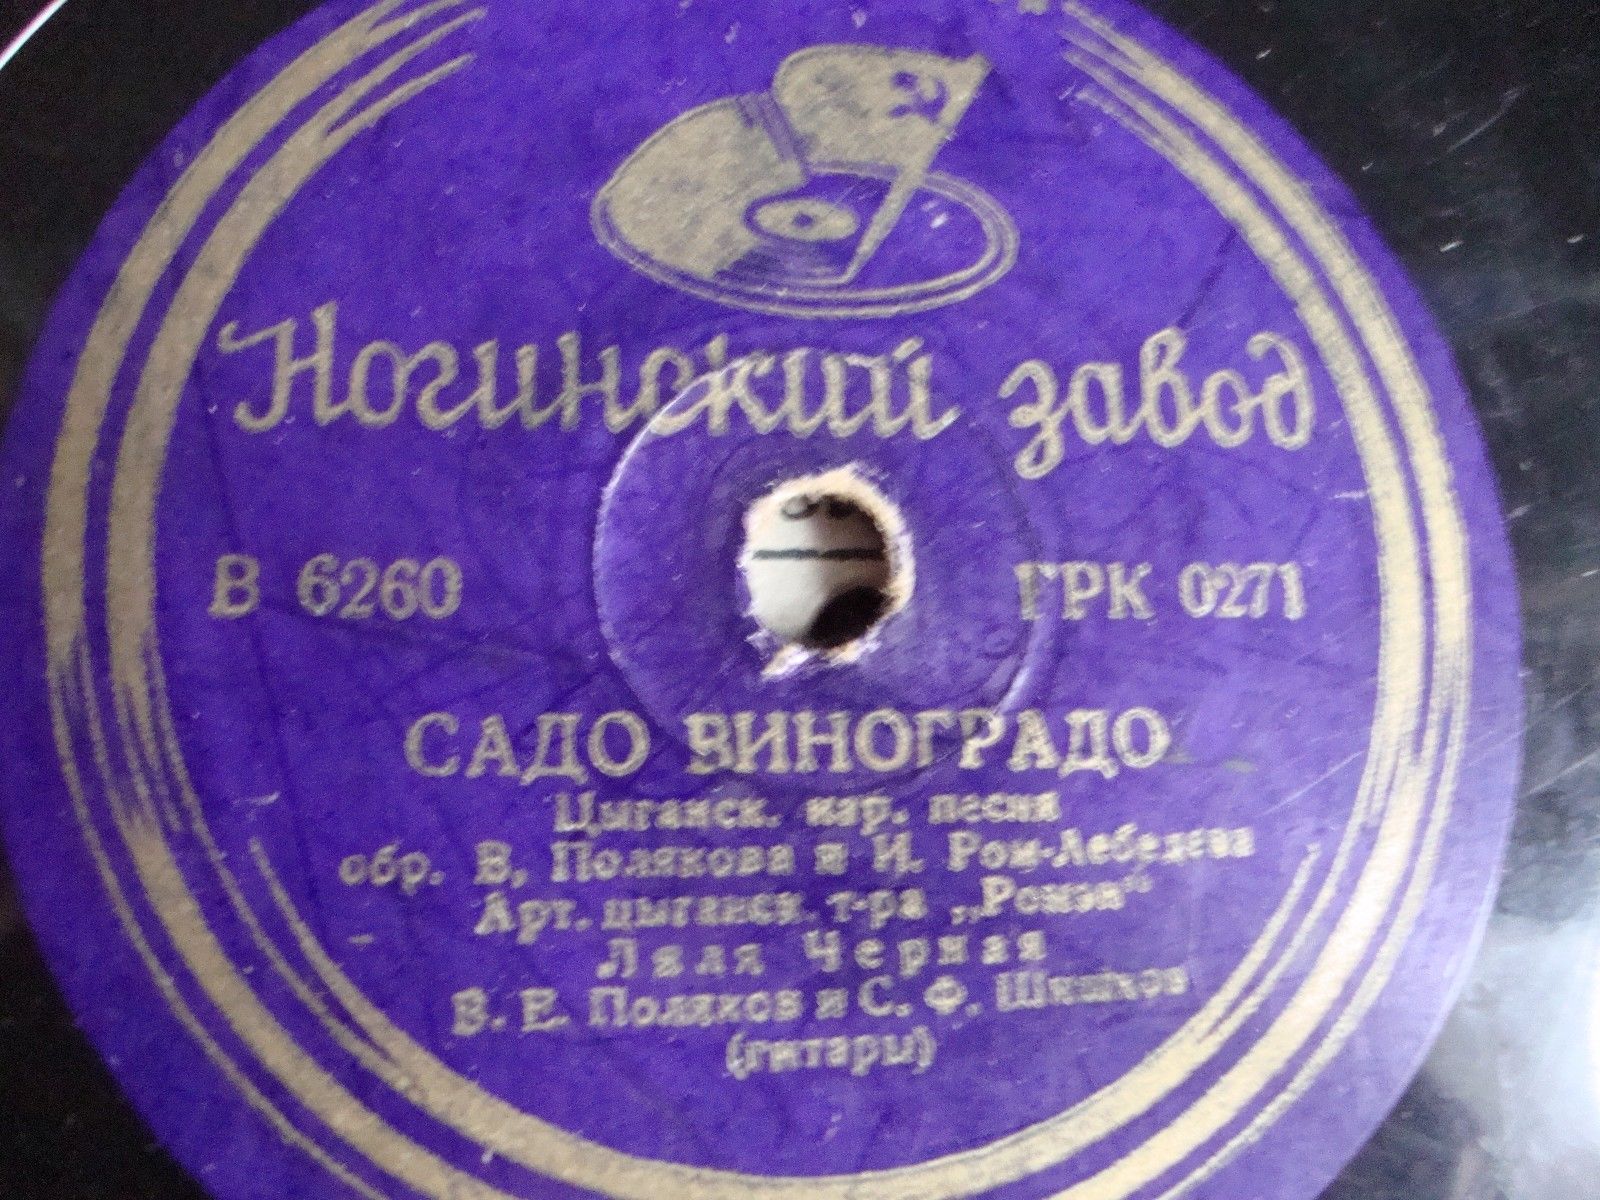 Ногинский завод
В 6260 ГРК 0271
САДО ВИНОГРАДО
Цыганск. нар. песня
обр. В. Полякова и И. Ром-Лебедева
Арт. цыганск. т-ра „Ромэн"
Ляля Черная
В. Е. Поляков и С. Ф. Шишков
(гитары)